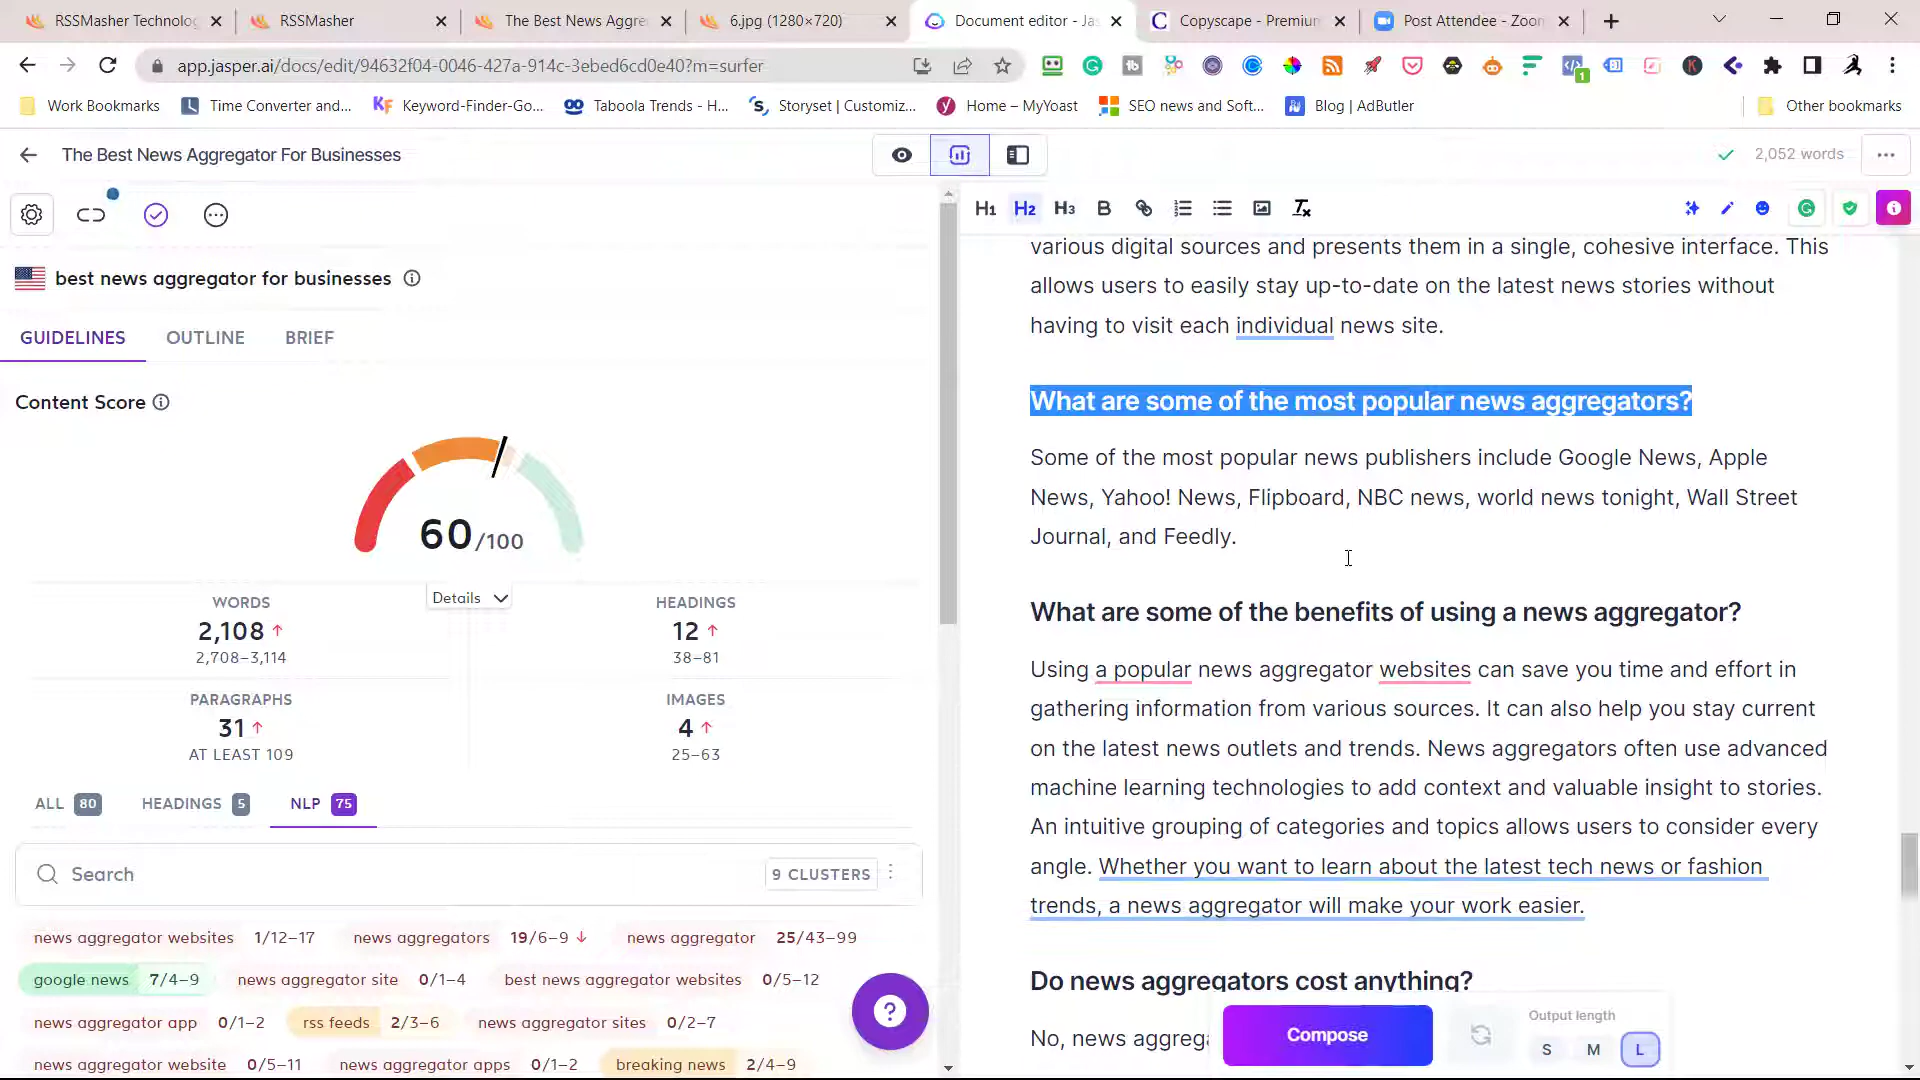 RSSMasher Technolog
RSSMasher
The Best News Aggre
6.jpg (1280×720)
Document editor - Jas
Copyscape - Premium
Post Attendee - Zoom
app.jasper.ai/docs/edit/94632f04-0046-427a-914c-3ebed6cd0e40?m=surfer
Work Bookmarks
Time Converter and...
Keyword-Finder-Go...
Taboola Trends - H...
Storyset | Customiz...
Home – MyYoast
SEO news and Soft...
Blog | AdButler
Other bookmarks
The Best News Aggregator For Businesses
2,052 words
best news aggregator for businesses
GUIDELINES OUTLINE BRIEF
Content Score
60/100
Details
WORDS
2,108 ↑
2,708–3,114
HEADINGS
12 ↑
38–81
PARAGRAPHS
31 ↑
AT LEAST 109
IMAGES
4 ↑
25–63
ALL 80 HEADINGS 5 NLP 75
Search
9 CLUSTERS
news aggregator websites 1/12–17 news aggregators 19/6–9 ↓ news aggregator 25/43–99
google news 7/4–9 news aggregator site 0/1–4 best news aggregator websites 0/5–12
news aggregator app 0/1–2 rss feeds 2/3–6 news aggregator sites 0/2–7
news aggregator website 0/5–11 news aggregator apps 0/1–2 breaking news 2/4–9
H1 H2 H3 B
various digital sources and presents them in a single, cohesive interface. This
allows users to easily stay up-to-date on the latest news stories without
having to visit each individual news site.
What are some of the most popular news aggregators?
Some of the most popular news publishers include Google News, Apple
News, Yahoo! News, Flipboard, NBC news, world news tonight, Wall Street
Journal, and Feedly.
What are some of the benefits of using a news aggregator?
Using a popular news aggregator websites can save you time and effort in
gathering information from various sources. It can also help you stay current
on the latest news outlets and trends. News aggregators often use advanced
machine learning technologies to add context and valuable insight to stories.
An intuitive grouping of categories and topics allows users to consider every
angle. Whether you want to learn about the latest tech news or fashion
trends, a news aggregator will make your work easier.
Do news aggregators cost anything?
No, news aggrega
Compose
Output length
S M L